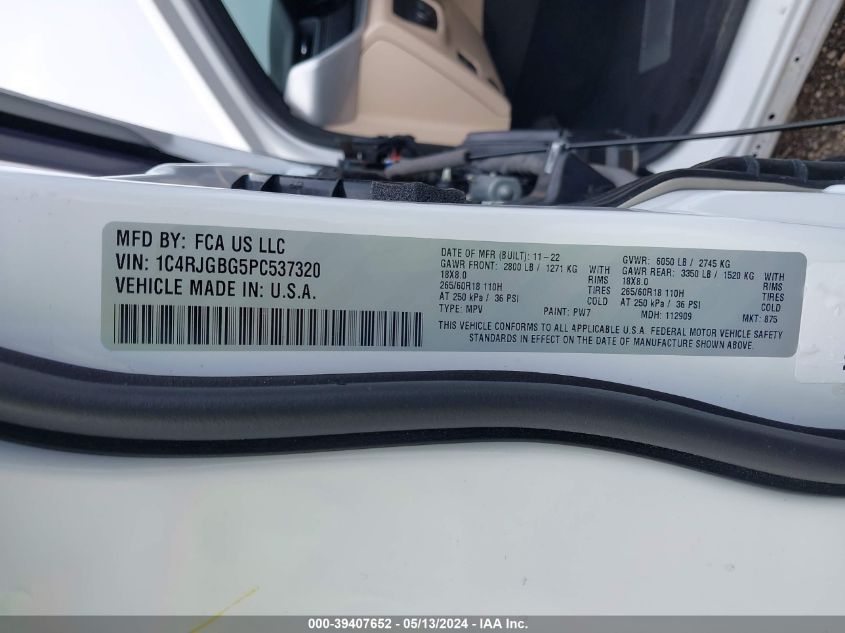 MFD BY: FCA US LLC
VIN: 1C4RJGBG5PC537320
VEHICLE MADE IN: U.S.A.
DATE OF MFR (BUILT): 11-22 GVWR: 6050 LB / 2745 KG
GAWR FRONT: 2800 LB / 1271 KG WITH GAWR REAR: 3350 LB / 1520 KG WITH
18X8.0 RIMS 18X8.0 RIMS
265/60R18 110H TIRES 265/60R18 110H TIRES
AT 250 kPa / 36 PSI COLD AT 250 kPa / 36 PSI COLD
TYPE: MPV PAINT: PW7 MDH: 112909 MKT: 875
THIS VEHICLE CONFORMS TO ALL APPLICABLE U.S.A. FEDERAL MOTOR VEHICLE SAFETY
STANDARDS IN EFFECT ON THE DATE OF MANUFACTURE SHOWN ABOVE.
000-39407652 - 05/13/2024 - IAA Inc.